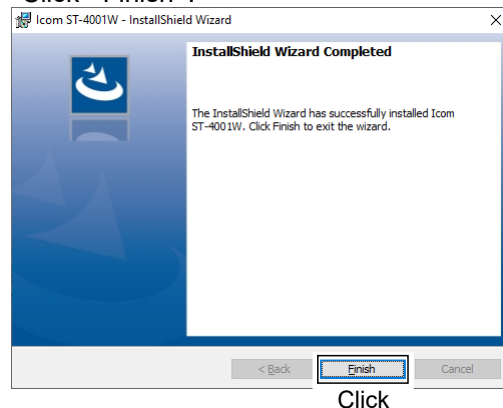 Click "Finish".
Icom ST-4001W - InstallShield Wizard
InstallShield Wizard Completed
The InstallShield Wizard has successfully installed Icom
ST-4001W. Click Finish to exit the wizard.
< Back
Finish
Cancel
Click